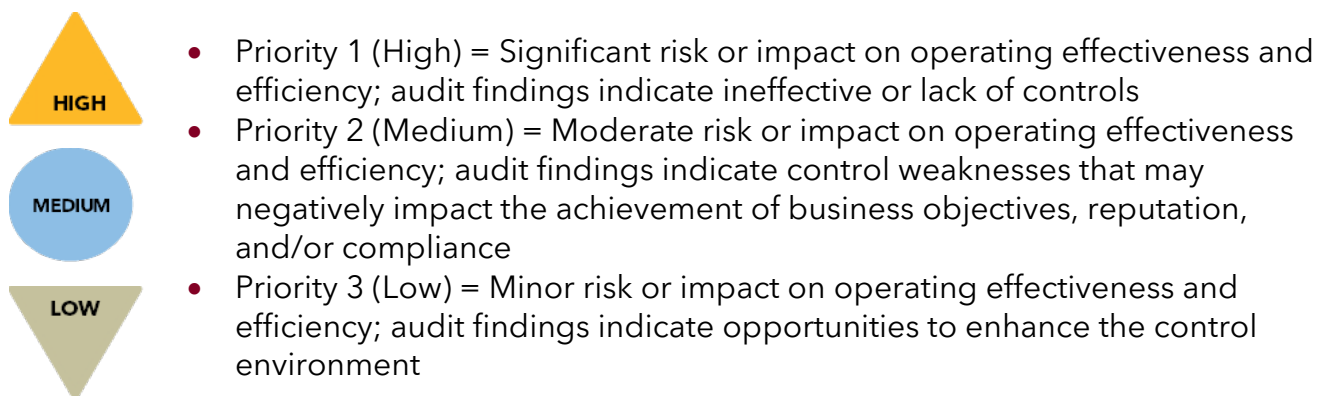 HIGH
• Priority 1 (High) = Significant risk or impact on operating effectiveness and
efficiency; audit findings indicate ineffective or lack of controls
MEDIUM
• Priority 2 (Medium) = Moderate risk or impact on operating effectiveness
and efficiency; audit findings indicate control weaknesses that may
negatively impact the achievement of business objectives, reputation,
and/or compliance
LOW
• Priority 3 (Low) = Minor risk or impact on operating effectiveness and
efficiency; audit findings indicate opportunities to enhance the control
environment